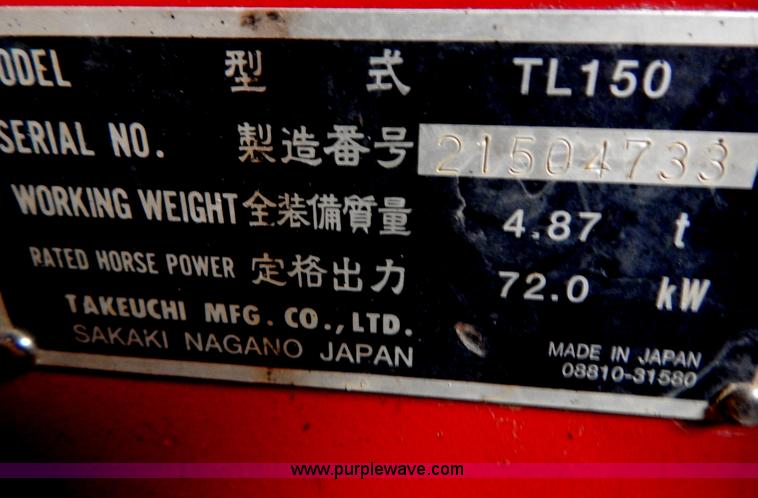 ODEL 型 式 TL150
SERIAL NO. 製造番号 21504733
WORKING WEIGHT 全装備質量 4.87 t
RATED HORSE POWER 定格出力 72.0 kW
TAKEUCHI MFG. CO., LTD.
SAKAKI NAGANO JAPAN
MADE IN JAPAN
08810-31580
www.purplewave.com